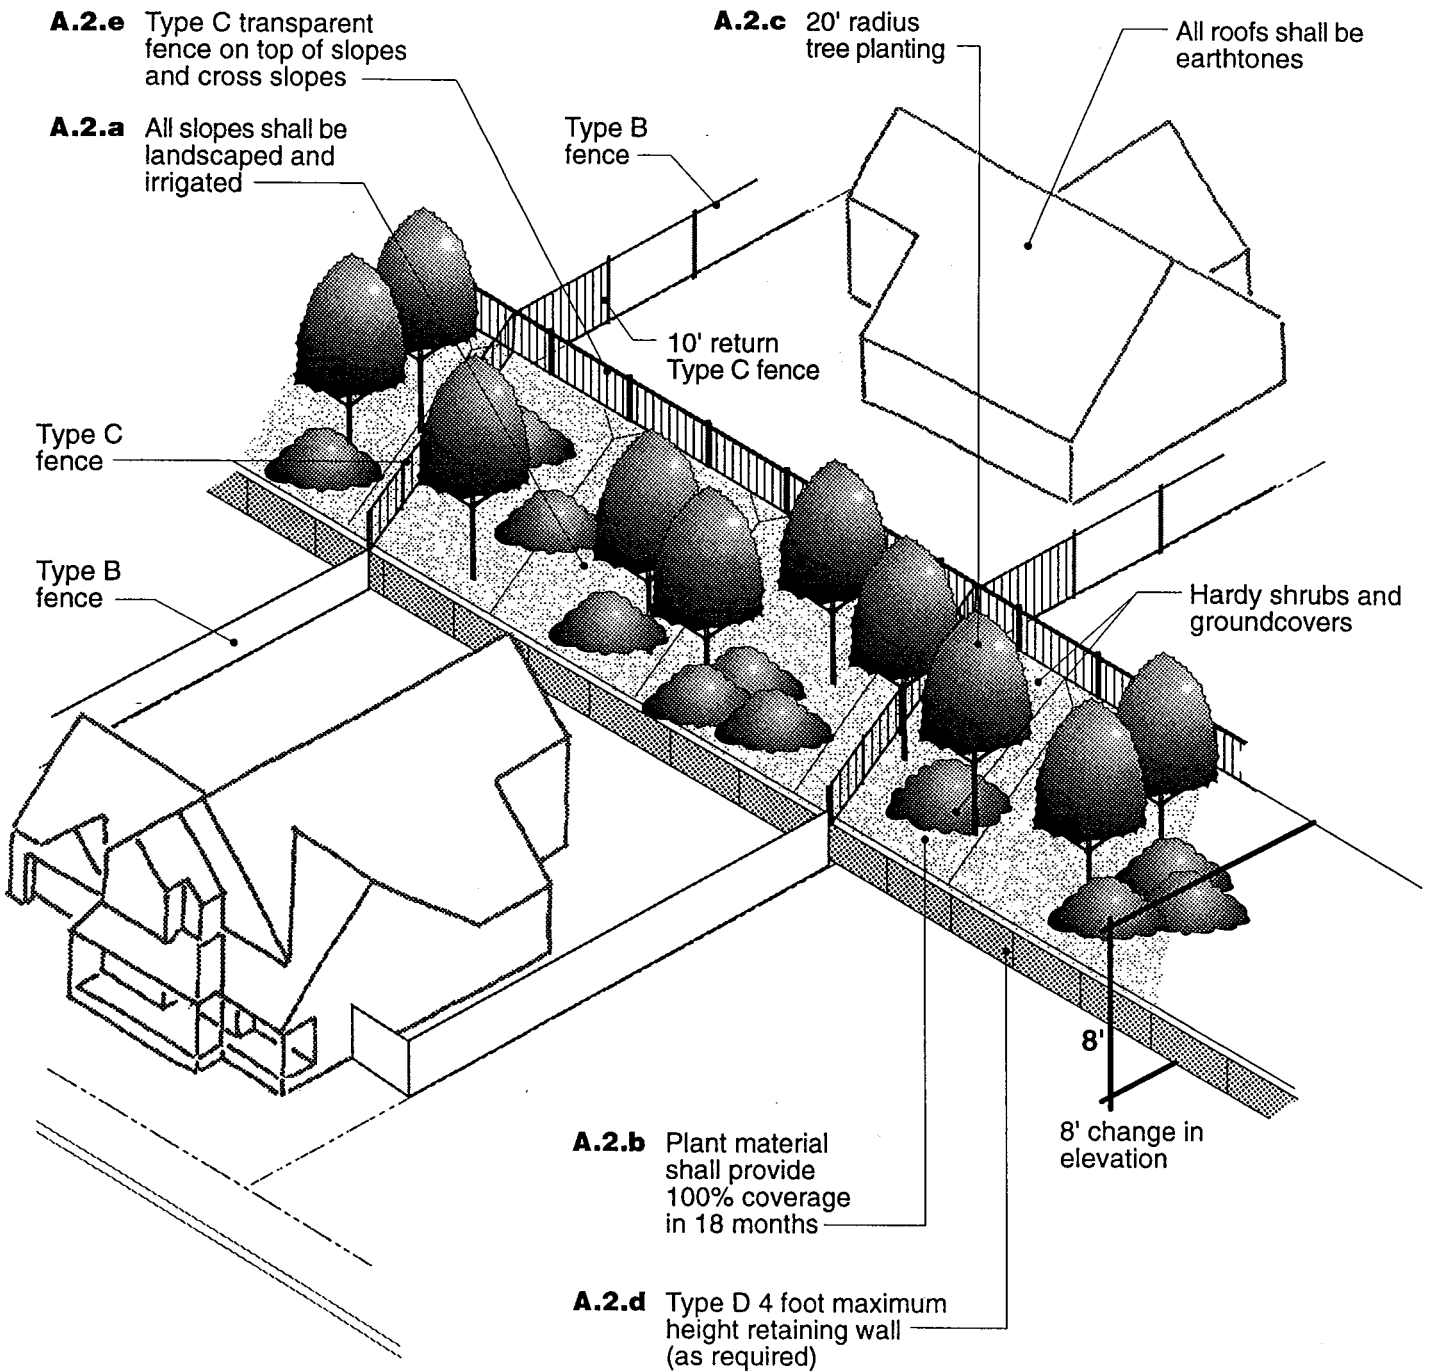 A.2.e Type C transparent
fence on top of slopes
and cross slopes
A.2.c 20' radius
tree planting
All roofs shall be
earthtones
A.2.a All slopes shall be
landscaped and
irrigated
Type B
fence
10' return
Type C fence
Type C
fence
Type B
fence
Hardy shrubs and
groundcovers
8'
8' change in
elevation
A.2.b Plant material
shall provide
100% coverage
in 18 months
A.2.d Type D 4 foot maximum
height retaining wall
(as required)